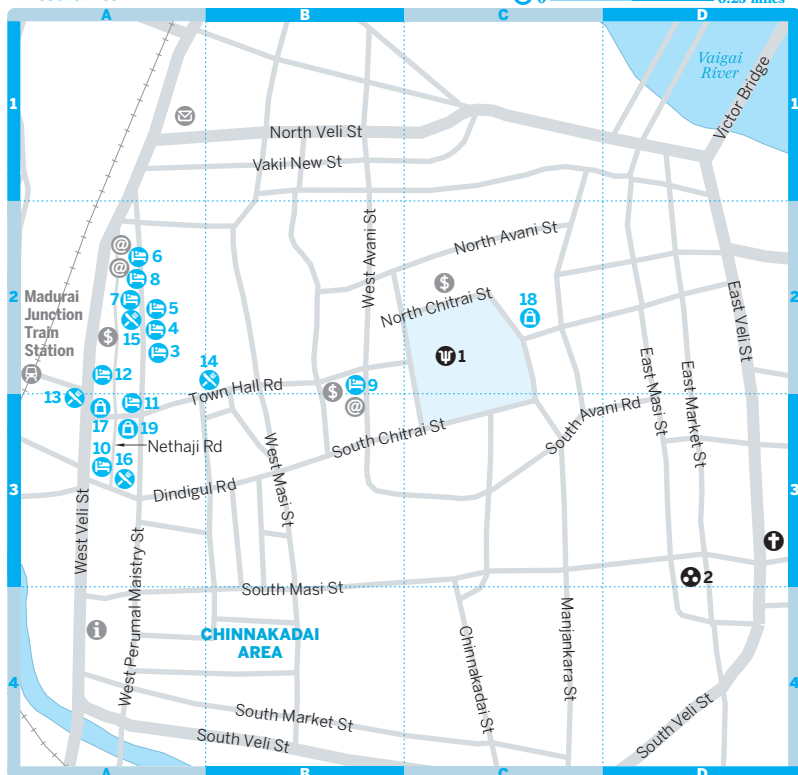 0 0.25 miles
A B C D
1 1
Vaigai
River
Victor Bridge
North Veli St
Vakil New St
West Avani St
North Avani St
@
@
6
8
7
5
15
4
3
2 2
Madurai
Junction
Train
Station
$
$
18
North Chitrai St
1
East Veli St
12
14
13
Town Hall Rd
$
9
@
11
17
19
10
16
Nethaji Rd
South Chitrai St
South Avani Rd
East Masi St
East Market St
West Masi St
Dindigul Rd
3 3
West Veli St
West Perumal Maistry St
South Masi St
2
i
CHINNAKADAI
AREA
Chinnakadai St
Manjankara St
4 4
South Market St
South Veli St
South Veli St
A B C D